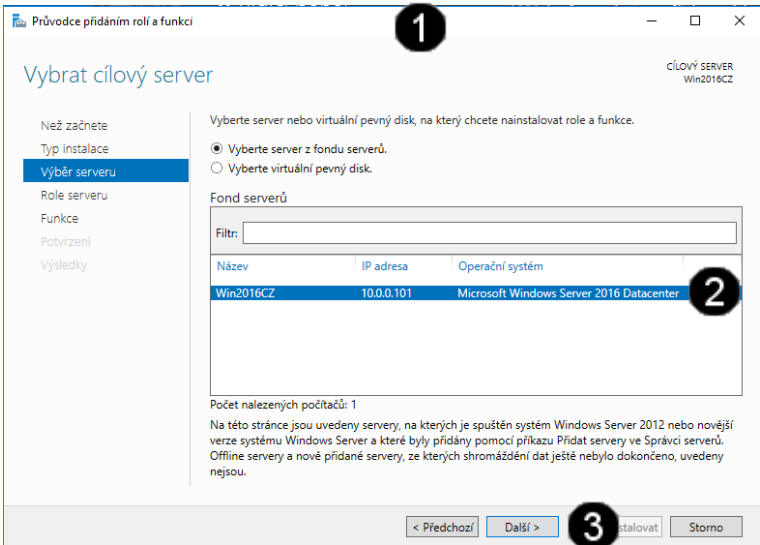 Průvodce přidáním rolí a funkcí
1
Vybrat cílový server
CÍLOVÝ SERVER
Win2016CZ
Než začnete
Typ instalace
Výběr serveru
Role serveru
Funkce
Potvrzení
Výsledky
Vyberte server nebo virtuální pevný disk, na který chcete nainstalovat role a funkce.
Vyberte server z fondu serverů.
Vyberte virtuální pevný disk.
Fond serverů
Filtr:
Název IP adresa Operační systém
Win2016CZ 10.0.0.101 Microsoft Windows Server 2016 Datacenter
2
Počet nalezených počítačů: 1
Na této stránce jsou uvedeny servery, na kterých je spuštěn systém Windows Server 2012 nebo novější
verze systému Windows Server a které byly přidány pomocí příkazu Přidat servery ve Správci serverů.
Offline servery a nově přidané servery, ze kterých shromáždění dat ještě nebylo dokončeno, uvedeny
nejsou.
< Předchozí Další > 3 stalovat Storno